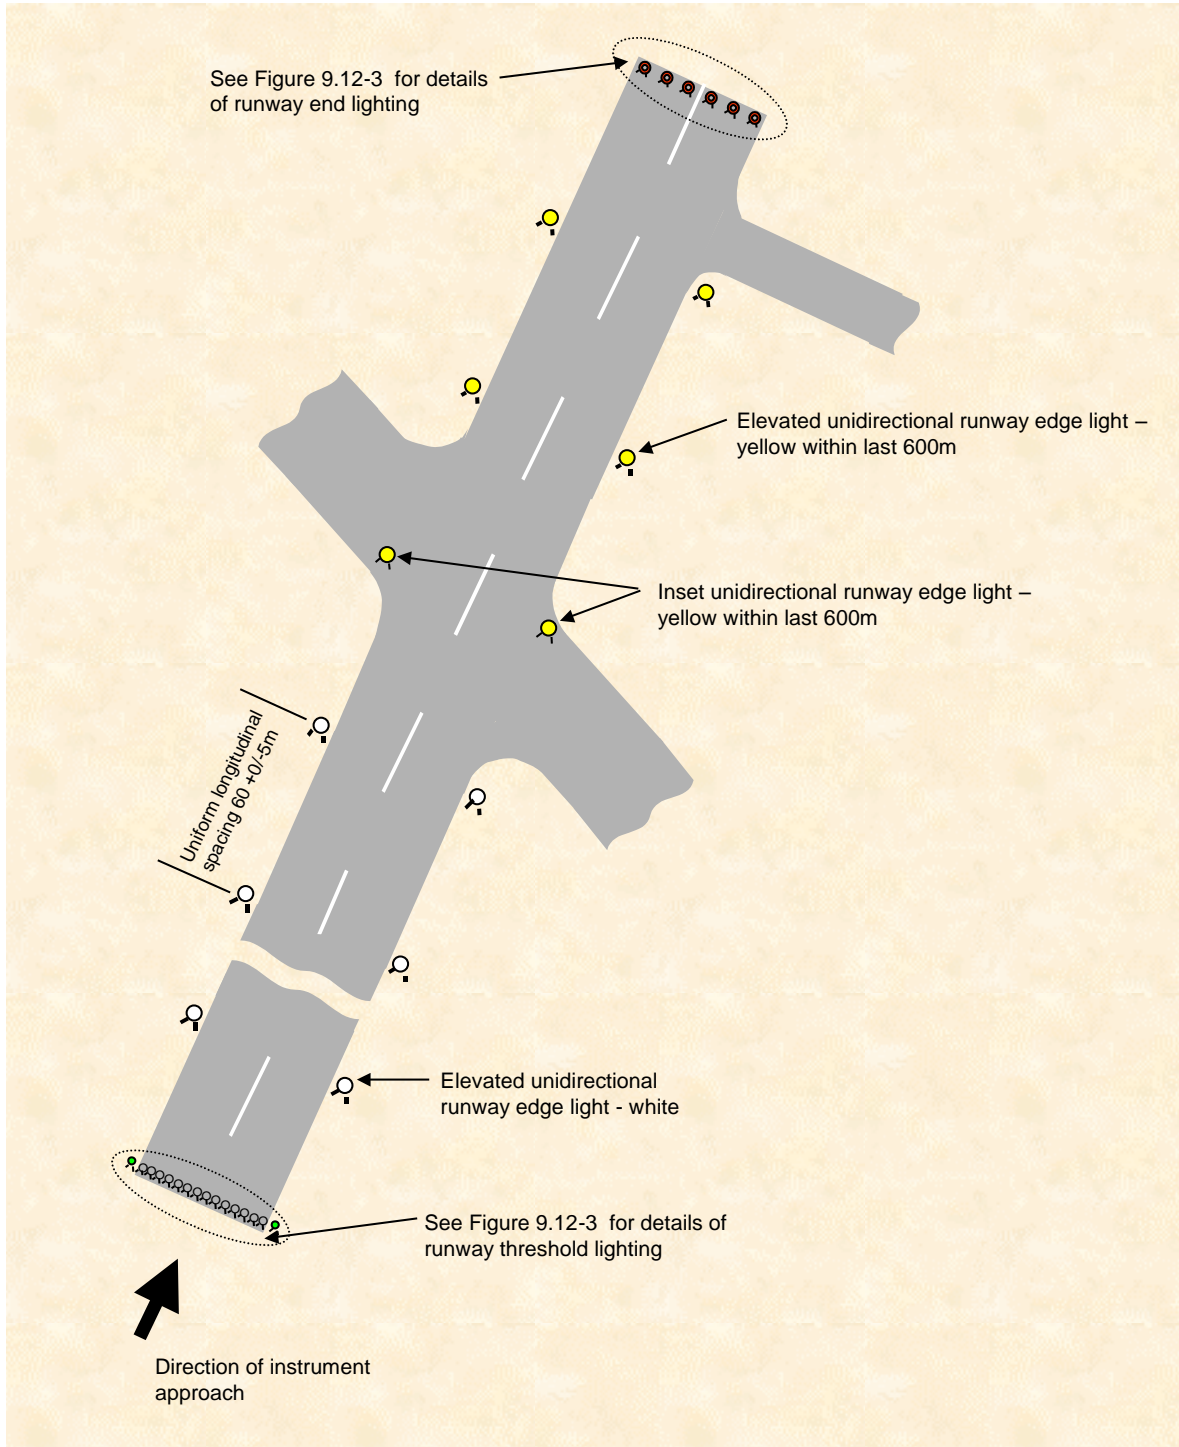 See Figure 9.12-3 for details
of runway end lighting
Elevated unidirectional runway edge light –
yellow within last 600m
Inset unidirectional runway edge light –
yellow within last 600m
Uniform longitudinal
spacing 60 +0/-5m
Elevated unidirectional
runway edge light - white
See Figure 9.12-3 for details of
runway threshold lighting
Direction of instrument
approach